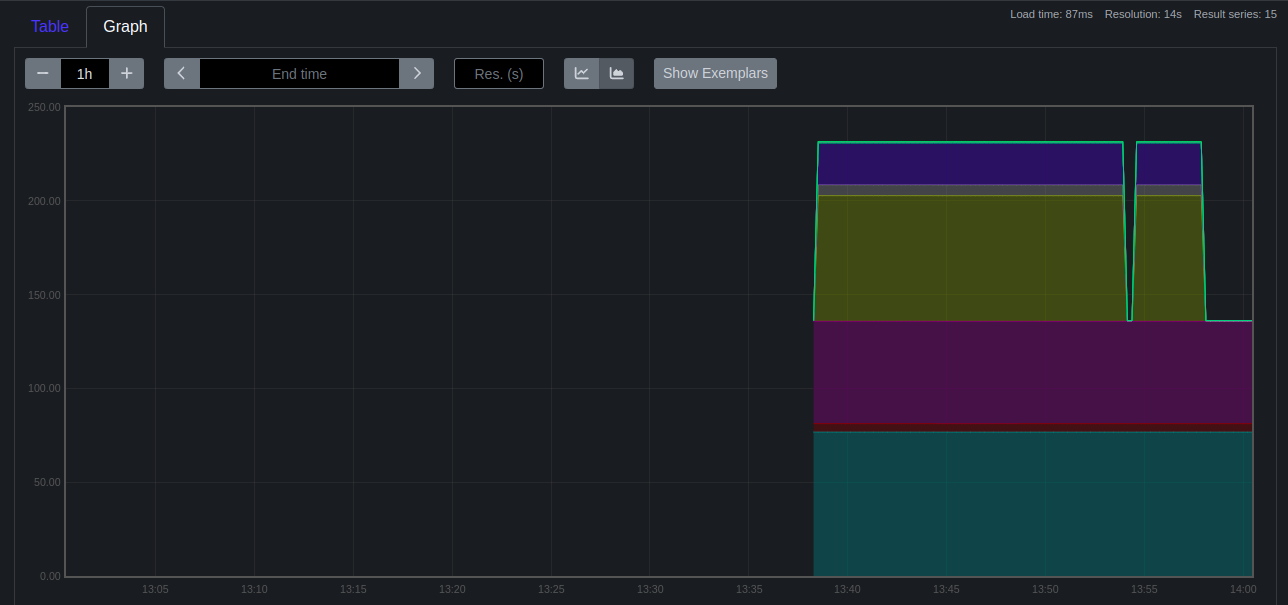 Table Graph Load time: 87ms Resolution: 14s Result series: 15
− 1h + End time Res. (s) Show Exemplars
250.00
200.00
150.00
100.00
50.00
0.00
13:05 13:10 13:15 13:20 13:25 13:30 13:35 13:40 13:45 13:50 13:55 14:00